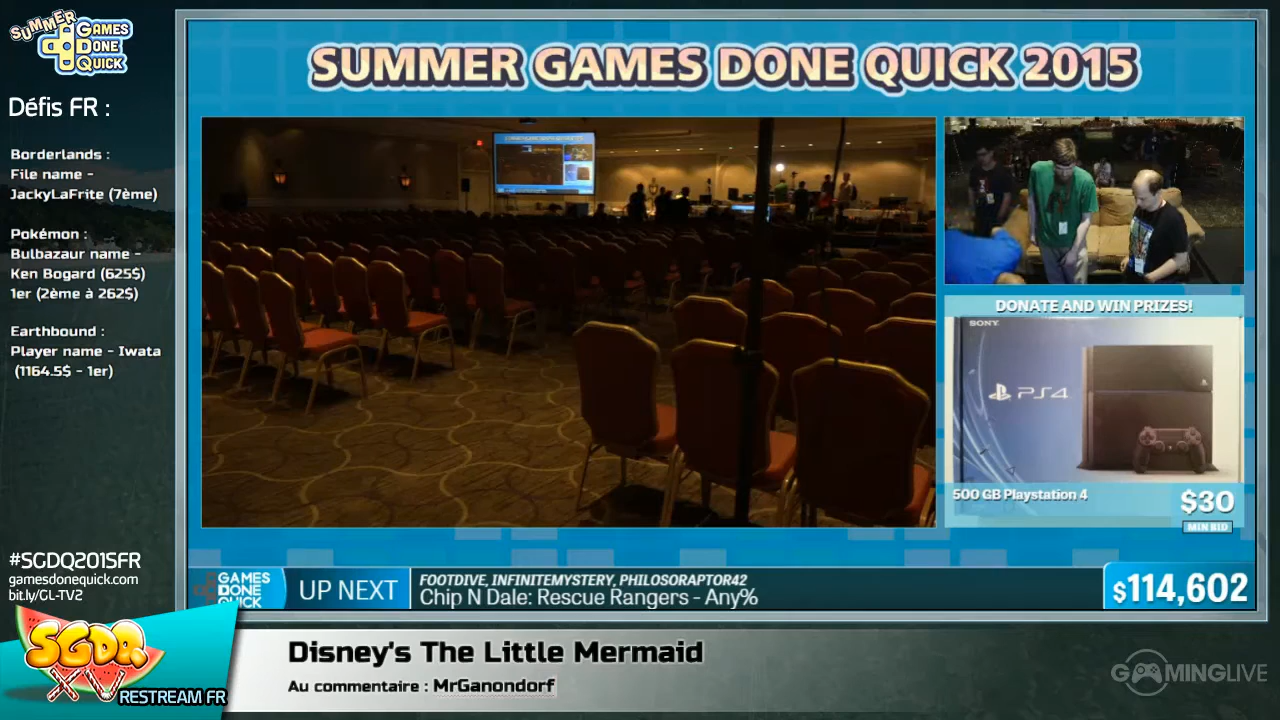 SUMMER
GAMES
DONE
QUICK
Défis FR :
Borderlands :
File name -
JackyLaFrite (7ème)
Pokémon :
Bulbazaur name -
Ken Bogard (625$)
1er (2ème à 262$)
Earthbound :
Player name - Iwata
(1164.5$ - 1er)
#SGDQ2015FR
gamesdonequick.com
bit.ly/GL-TV2
SUMMER GAMES DONE QUICK 2015
DONATE AND WIN PRIZES!
SONY
PS4
500 GB Playstation 4
$30
MIN BID
GAMES
DONE
QUICK
UP NEXT
FOOTDIVE, INFINITEMYSTERY, PHILOSORAPTOR42
Chip N Dale: Rescue Rangers - Any%
$114,602
SGDQ
XV
RESTREAM FR
Disney's The Little Mermaid
Au commentaire : MrGanondorf
GAMINGLIVE